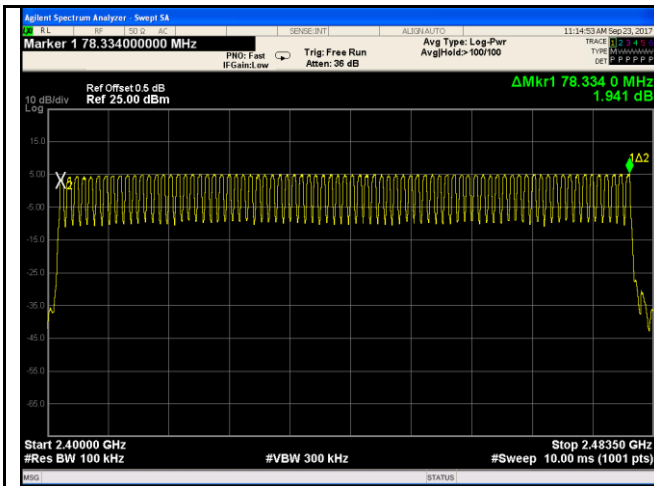 Agilent Spectrum Analyzer - Swept SA
RL RF 50 Ω AC SENSE:INT ALIGNAUTO 11:14:53 AM Sep 23, 2017
Marker 1 78.334000000 MHz
PNO: Fast
IFGain:Low
Trig: Free Run
Atten: 36 dB
Avg Type: Log-Pwr
Avg|Hold:> 100/100
TRACE 1 2 3 4 5 6
TYPE M
DET P P P P P P
ΔMkr1 78.334 0 MHz
1.941 dB
Ref Offset 0.5 dB
Ref 25.00 dBm
10 dB/div
Log
15.0
5.00
-5.00
-15.0
-25.0
-35.0
-45.0
-55.0
-65.0
X2
1Δ2
Start 2.40000 GHz
Stop 2.48350 GHz
#Res BW 100 kHz
#VBW 300 kHz
#Sweep 10.00 ms (1001 pts)
MSG
STATUS